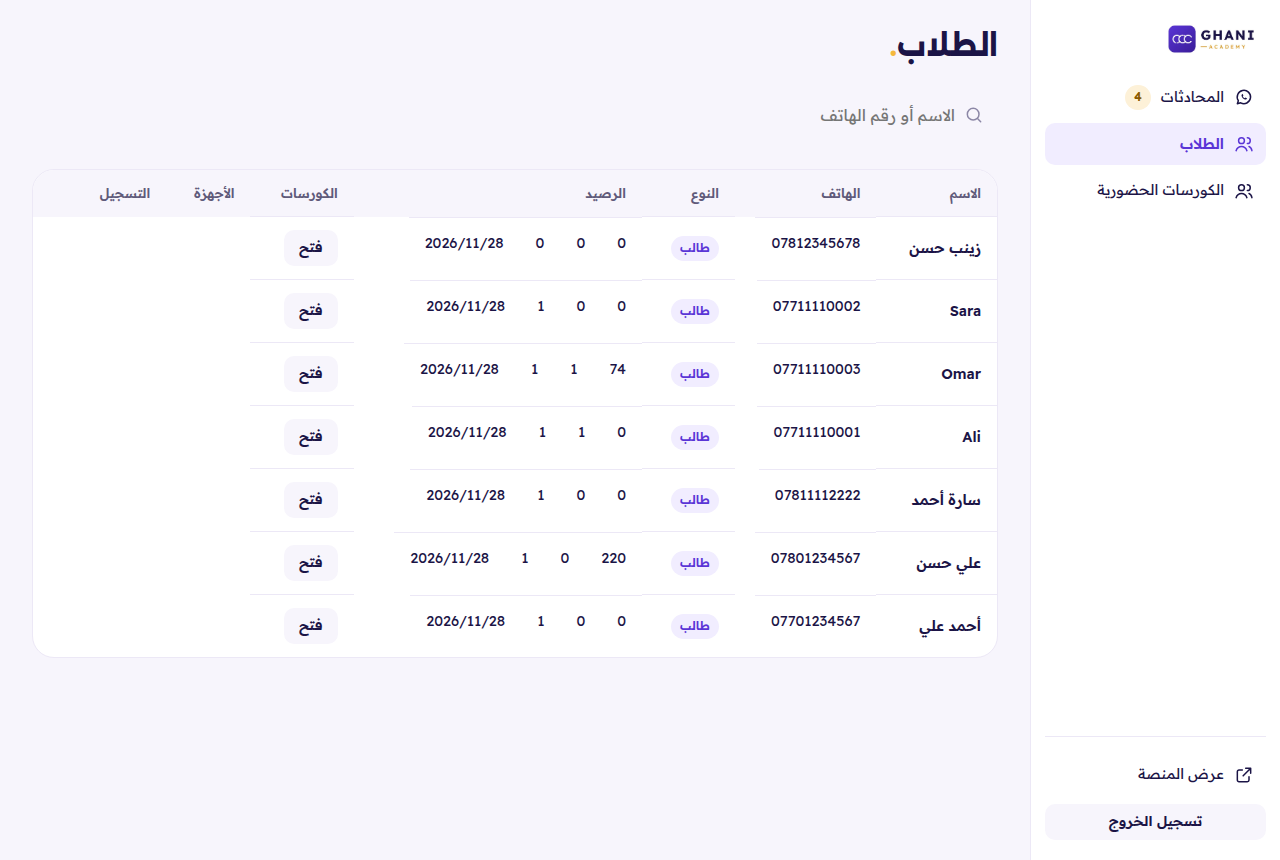 GHANI
ACADEMY
المحادثات 4
الطلاب
الكورسات الحضورية
عرض المنصة
تسجيل الخروج
الطلاب.
الاسم أو رقم الهاتف
الاسم الهاتف النوع الرصيد الكورسات الأجهزة التسجيل
زينب حسن 07812345678 طالب 0 0 0 2026/11/28 فتح
Sara 07711110002 طالب 0 0 1 2026/11/28 فتح
Omar 07711110003 طالب 74 1 1 2026/11/28 فتح
Ali 07711110001 طالب 0 1 1 2026/11/28 فتح
سارة أحمد 07811112222 طالب 0 0 1 2026/11/28 فتح
علي حسن 07801234567 طالب 220 0 1 2026/11/28 فتح
أحمد علي 07701234567 طالب 0 0 1 2026/11/28 فتح